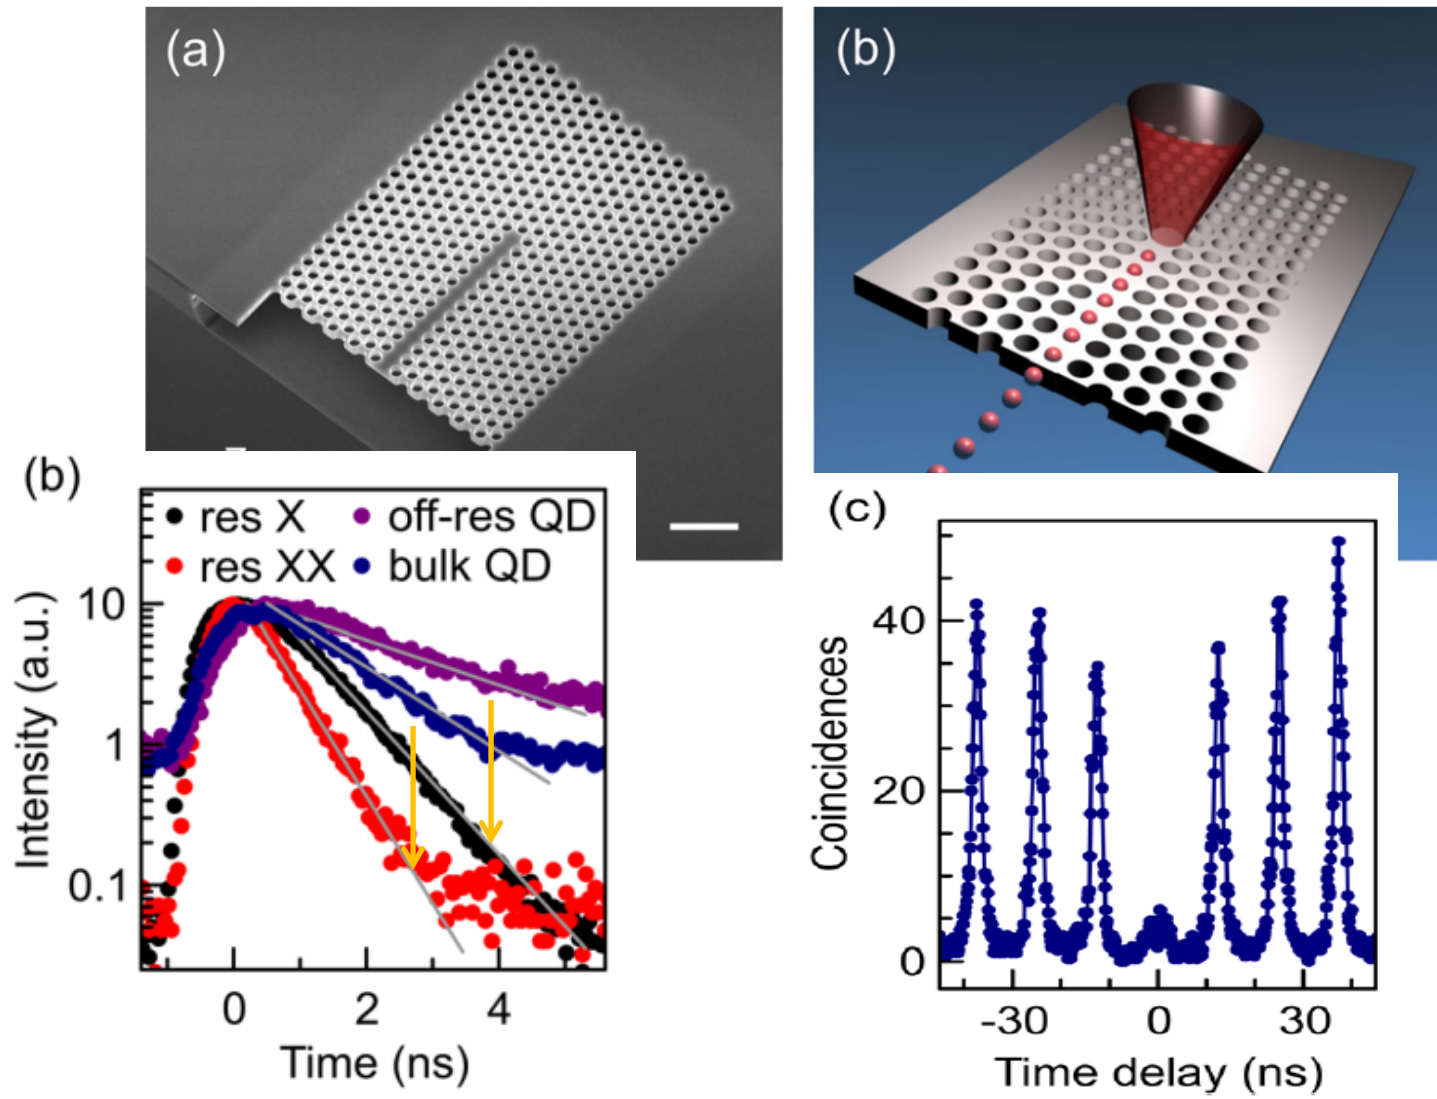 (a)
(b)
(b)
res X
off-res QD
res XX
bulk QD
10
1
0.1
Intensity (a.u.)
0
2
4
Time (ns)
(c)
40
20
0
Coincidences
-30
0
30
Time delay (ns)